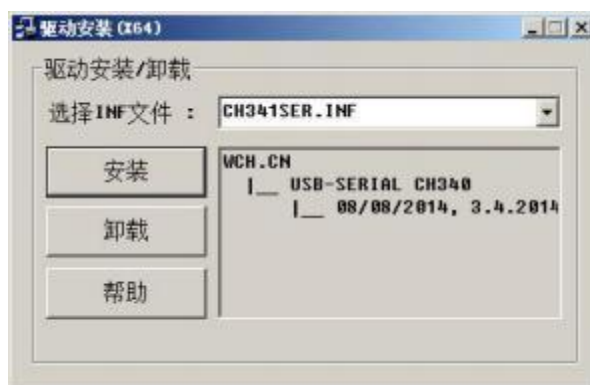 驱动安装(X64)
驱动安装/卸载
选择INF文件 : CH341SER.INF
安装
卸载
帮助
WCH.CN
|__ USB-SERIAL CH340
|__ 08/08/2014, 3.4.2014